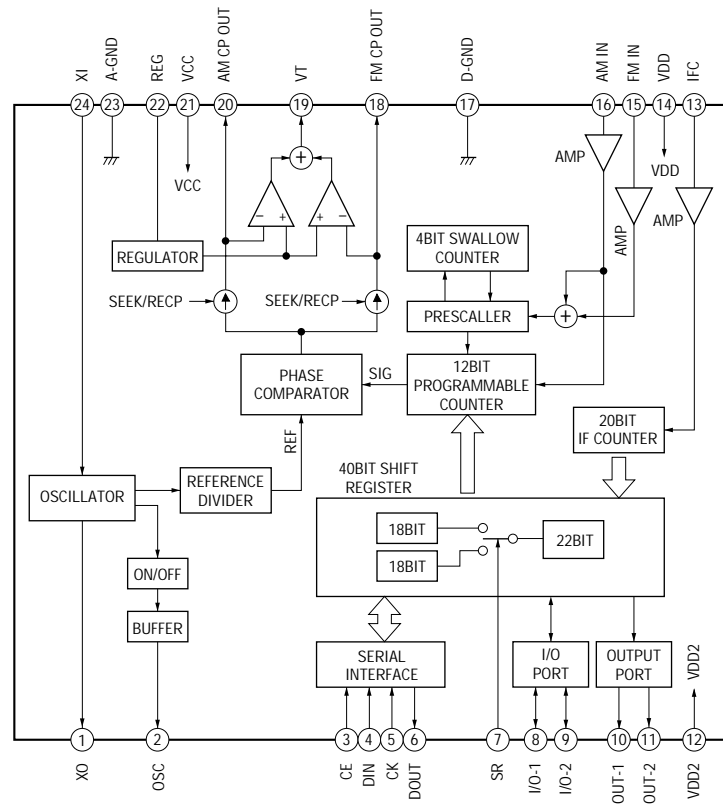 XI
A-GND
REG
VCC
AM CP OUT
VT
FM CP OUT
D-GND
AM IN
FM IN
VDD
IFC
24
23
22
21
20
19
18
17
16
15
14
13
+
AMP
VDD
VCC
AMP
AMP
− +
+ −
REGULATOR
4BIT SWALLOW
COUNTER
SEEK/RECP
SEEK/RECP
PRESCALLER
+
PHASE
COMPARATOR
SIG
12BIT
PROGRAMMABLE
COUNTER
20BIT
IF COUNTER
REF
40BIT SHIFT
REGISTER
OSCILLATOR
REFERENCE
DIVIDER
18BIT
18BIT
22BIT
ON/OFF
BUFFER
SERIAL
INTERFACE
I/O
PORT
OUTPUT
PORT
VDD2
1
2
3
4
5
6
7
8
9
10
11
12
XO
OSC
CE
DIN
CK
DOUT
SR
I/O-1
I/O-2
OUT-1
OUT-2
VDD2